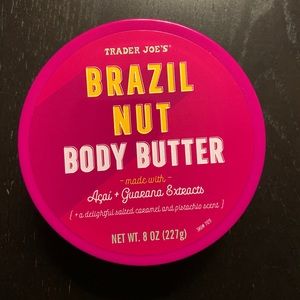 TRADER JOE'S®
BRAZIL
NUT
BODY BUTTER
-made with-
Açaí + Guarana Extracts
{ +a delightful salted caramel and pistachio scent }
NET WT. 8 OZ (227g)